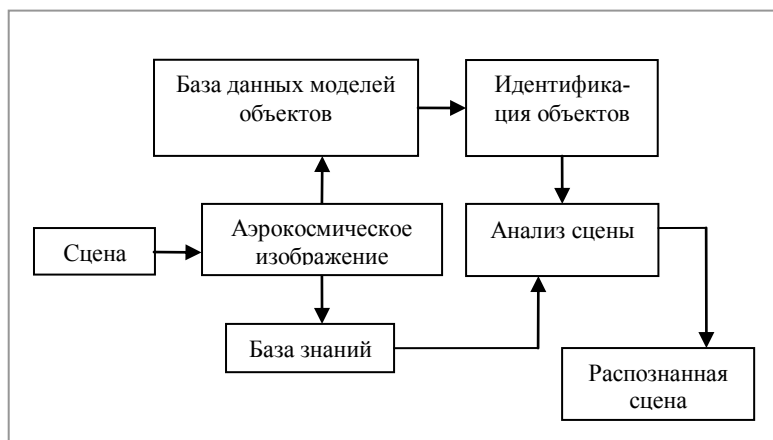 База данных моделей
объектов
Идентифика-
ция объектов
Сцена
Аэрокосмическое
изображение
Анализ сцены
База знаний
Распознанная
сцена